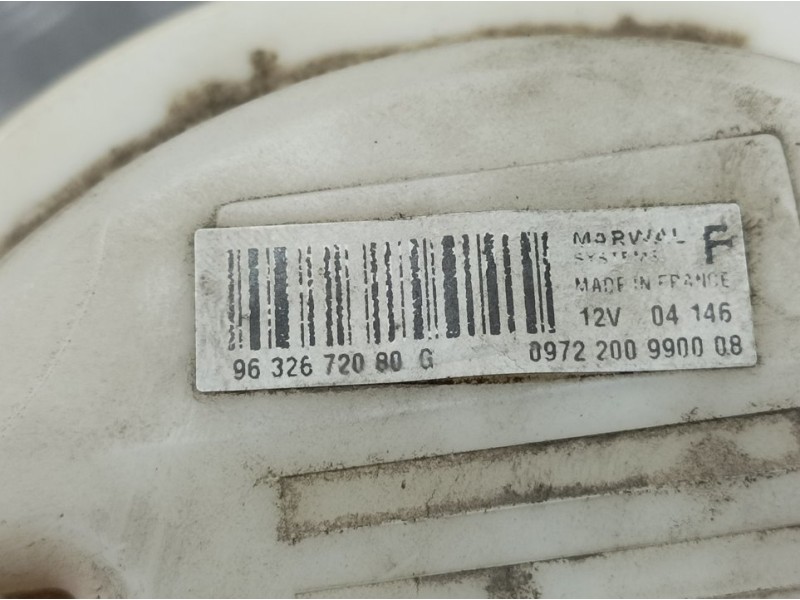 MARWAL F
SYSTEMS
MADE IN FRANCE
12V 04 146
96 326 720 80 G
0972 200 9900 08